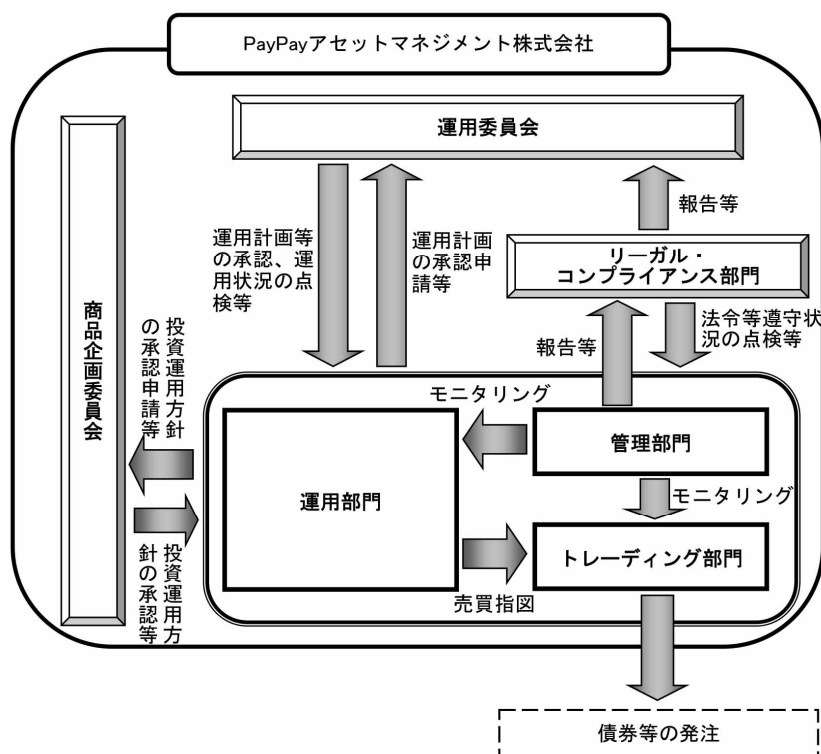 PayPayアセットマネジメント株式会社
運用委員会
報告等
運用計画等
の承認、運
用状況の点
検等
運用計画
の承認申
請等
リーガル・
コンプライアンス部門
商品企画委員会
投資運用方針
の承認申請等
報告等
法令等遵守状
況の点検等
モニタリング
管理部門
運用部門
モニタリング
トレーディング部門
投資運用方
針の承認等
売買指図
債券等の発注